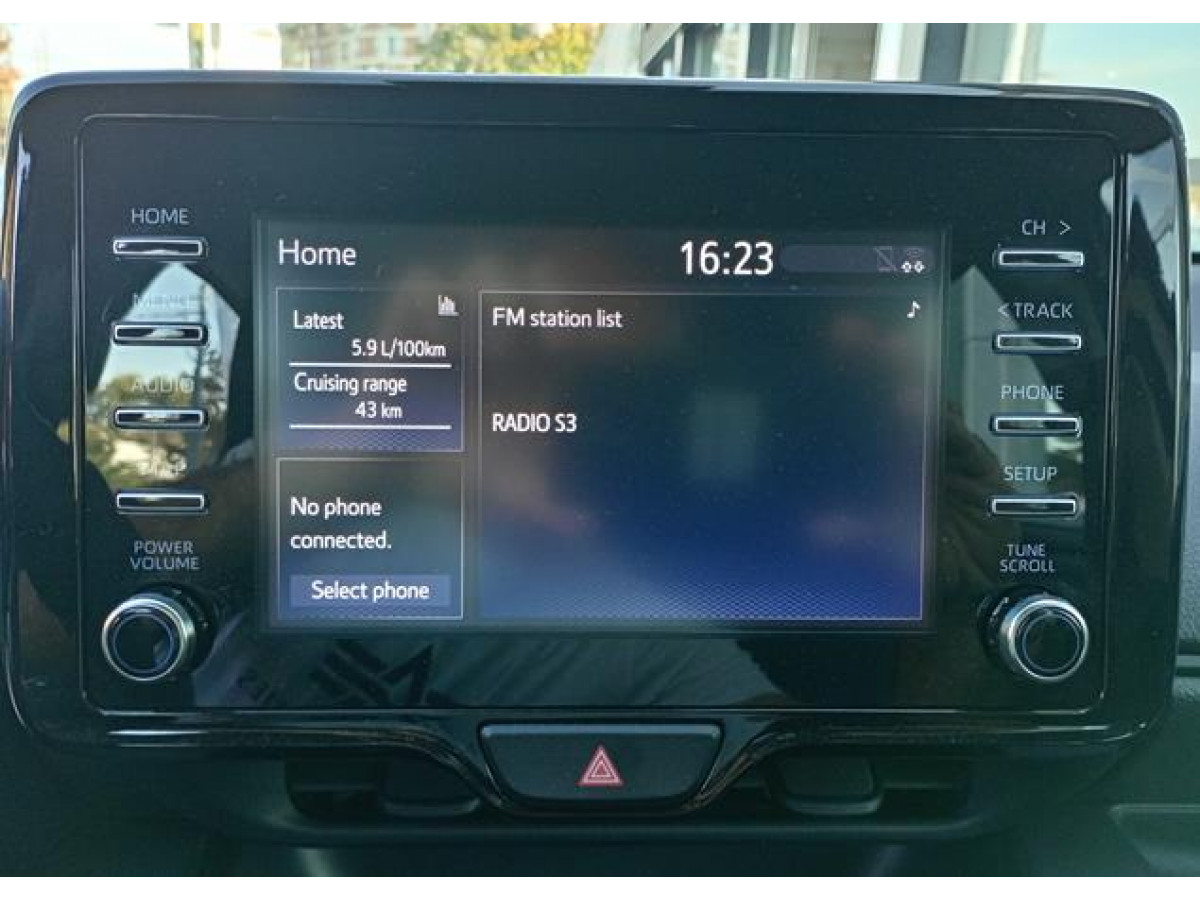 HOME
MENU
AUDIO
POWER
VOLUME
Home
16:23
Latest
5.9 L/100km
Cruising range
43 km
No phone
connected.
Select phone
FM station list
RADIO S3
CH >
< TRACK
PHONE
SETUP
TUNE
SCROLL